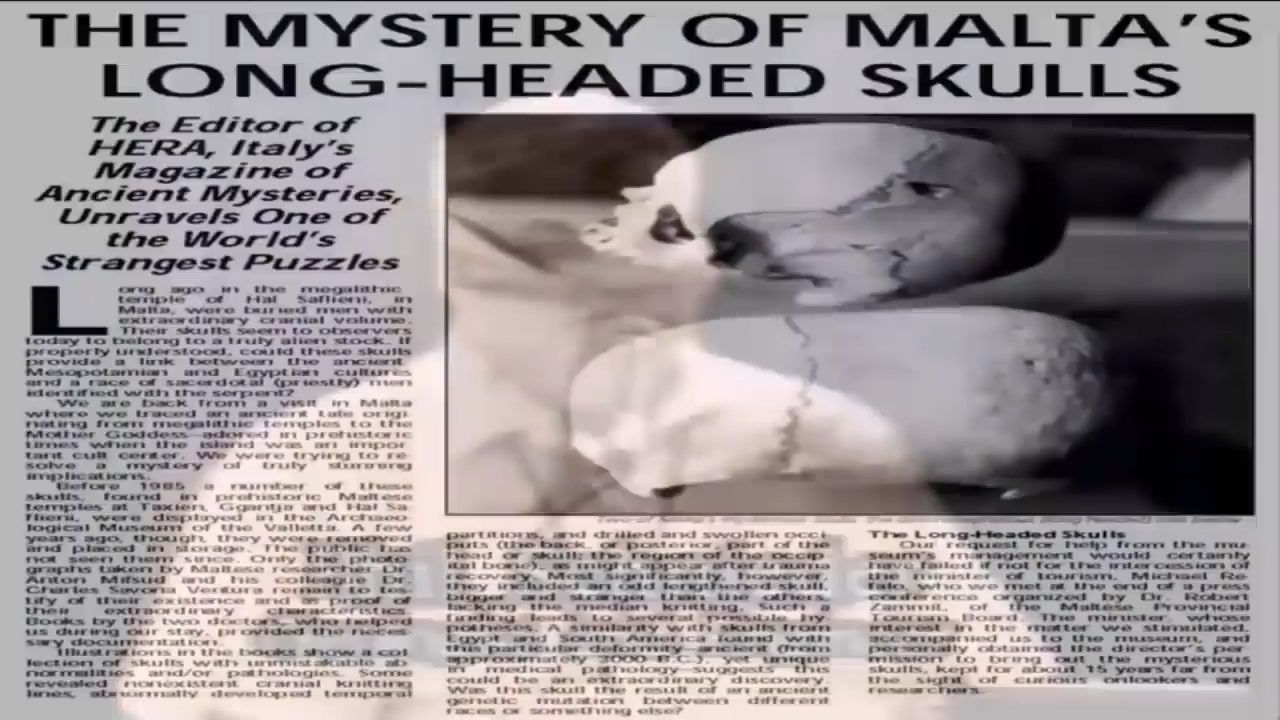 THE MYSTERY OF MALTA'S
LONG-HEADED SKULLS
The Editor of
HERA, Italy's
Magazine of
Ancient Mysteries,
Unravels One of
the World's
Strangest Puzzles
Long ago in the megalithic
temple of Hal Saflieni, in
Malta, were buried men with
extraordinary cranial volume.
Their skulls seem to observers
today to belong to a truly alien stock. If
properly understood, could these skulls
provide a link between the ancient
Mesopotamian and Egyptian cultures
and a race of sacerdotal (priestly) men
identified with the serpent?
We are back from a visit in Malta
where we traced an ancient tale origi-
nating from megalithic temples to the
Mother Goddess adored in prehistoric
times when the island was an impor-
tant cult center. We were trying to re-
solve a mystery of truly stunning
implications.
Before 1985 a number of these
skulls, found in prehistoric Maltese
temples at Taxien, Ggantja and Hal Sa-
flieni, were displayed in the Archaeo-
logical Museum of the Valletta. A few
years ago, though, they were removed
and placed in storage. The public has
not seen them since. Only the photo-
graphs taken by Maltese researcher Dr.
Anton Mifsud and his colleague Dr.
Charles Savona Ventura remain to tes-
tify of their existence and as proof of
their extraordinary characteristics.
Books by the two doctors, who helped
us during our stay, provided the neces-
sary documentation.
Illustrations in the books show a col-
lection of skulls with unmistakable ab-
normalities and/or pathologies. Some
revealed nonexistent cranial knitting
lines, abnormally developed temporal
partitions, and drilled and swollen occi-
puts (the back, or posterior, part of the
head or skull the region of the occip-
ital bone), as might appear after trauma
recovery. Most significantly, however,
they included an odd lengthened skull,
bigger and stranger than the others,
lacking the median knitting. Such a
finding leads to several possible hy-
potheses. A similarity with skulls from
Egypt and South America found with
this particular deformity ancient (from
approximately 3000 B.C.), yet unique
in medical pathology suggests this
could be an extraordinary discovery.
Was this skull the result of an ancient
genetic mutation between different
races or something else?
The Long-Headed Skulls
Our request for help from the mu-
seum's management would certainly
have failed if not for the intercession of
the minister of tourism, Michael Re-
falo, who we met at the end of a press
conference organized by Dr. Robert
Zammit, of the Maltese Provincial
Tourism Board. The minister, whose
interest in the matter we stimulated,
accompanied us to the museum, and
personally obtained the director's per-
mission to bring out the mysterious
skulls, kept for about 15 years far from
the sight of curious onlookers and
researchers.